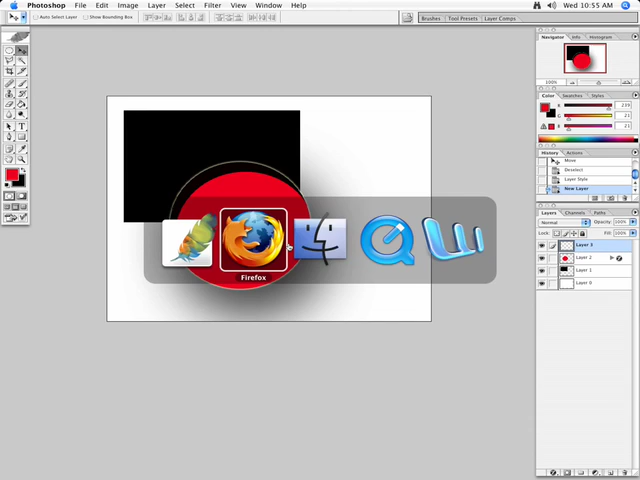 Photoshop File Edit Image Layer Select Filter View Window Help Wed 10:55 AM
Auto Select Layer Show Bounding Box Brushes Tool Presets Layer Comps
Navigator Info Histogram
100%
Color Swatches Styles
R 239
G 21
B 21
History Actions
Move
Deselect
Layer Style
New Layer
Layers Channels Paths
Normal Opacity: 100%
Lock: Fill: 100%
Layer 3
Layer 2
Layer 1
Layer 0
Firefox